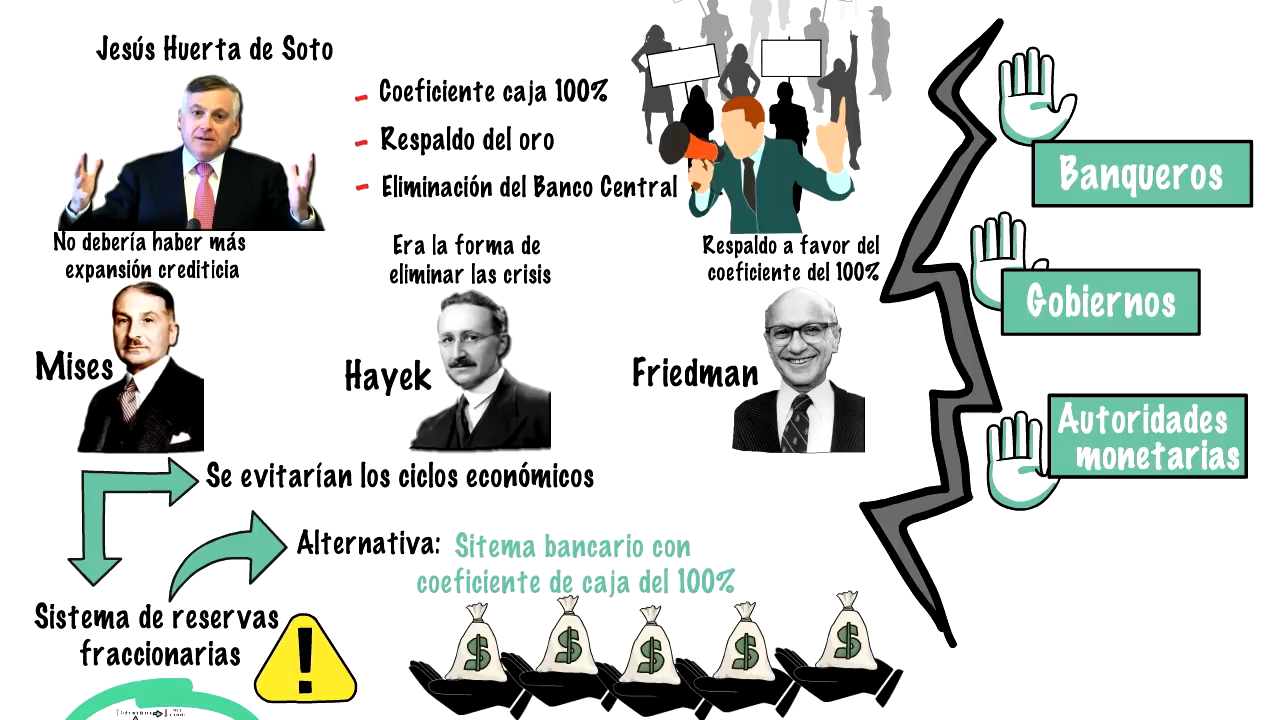 Jesús Huerta de Soto
- Coeficiente caja 100%
- Respaldo del oro
- Eliminación del Banco Central
No debería haber más
expansión crediticia
Mises
Era la forma de
eliminar las crisis
Hayek
Respaldo a favor del
coeficiente del 100%
Friedman
Banqueros
Gobiernos
Autoridades
monetarias
Se evitarían los ciclos económicos
Alternativa: Sitema bancario con
coeficiente de caja del 100%
Sistema de reservas
fraccionarias
$ $ $ $ $